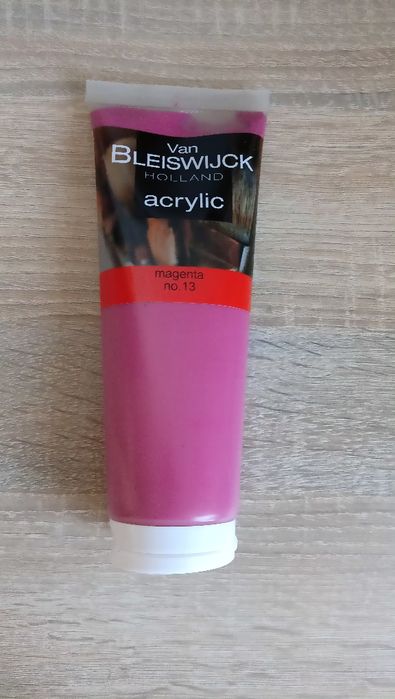 Van
BLEISWIJCK
HOLLAND
acrylic
magenta
no.13